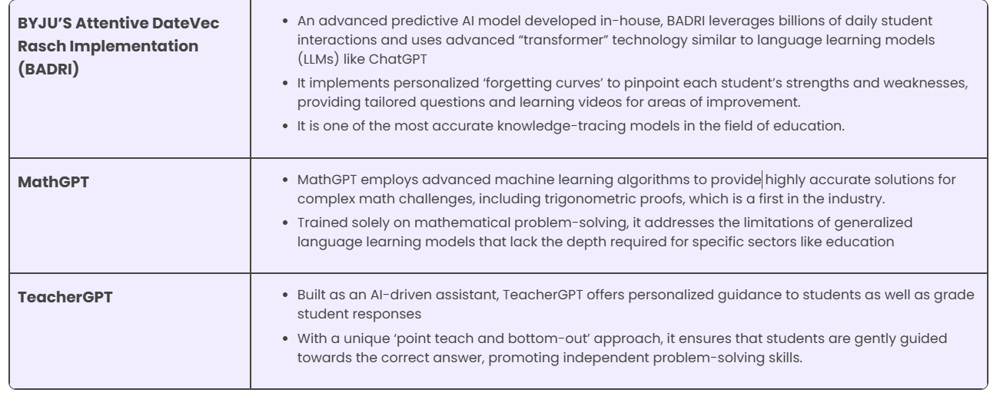 BYJU’S Attentive DateVec
Rasch Implementation
(BADRI)
• An advanced predictive AI model developed in-house, BADRI leverages billions of daily student
interactions and uses advanced “transformer” technology similar to language learning models
(LLMs) like ChatGPT
• It implements personalized ‘forgetting curves’ to pinpoint each student’s strengths and weaknesses,
providing tailored questions and learning videos for areas of improvement.
• It is one of the most accurate knowledge-tracing models in the field of education.
MathGPT
• MathGPT employs advanced machine learning algorithms to provide highly accurate solutions for
complex math challenges, including trigonometric proofs, which is a first in the industry.
• Trained solely on mathematical problem-solving, it addresses the limitations of generalized
language learning models that lack the depth required for specific sectors like education
TeacherGPT
• Built as an AI-driven assistant, TeacherGPT offers personalized guidance to students as well as grade
student responses
• With a unique ‘point teach and bottom-out’ approach, it ensures that students are gently guided
towards the correct answer, promoting independent problem-solving skills.